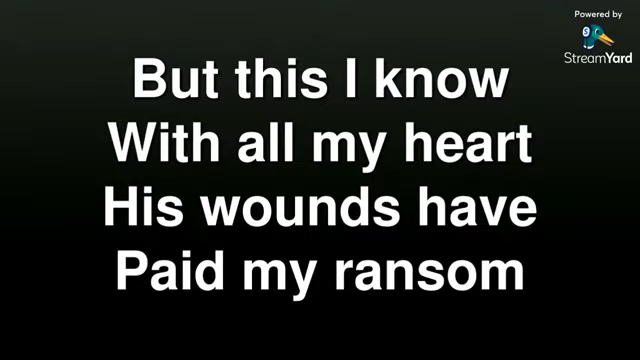 Powered by
StreamYard
But this I know
With all my heart
His wounds have
Paid my ransom